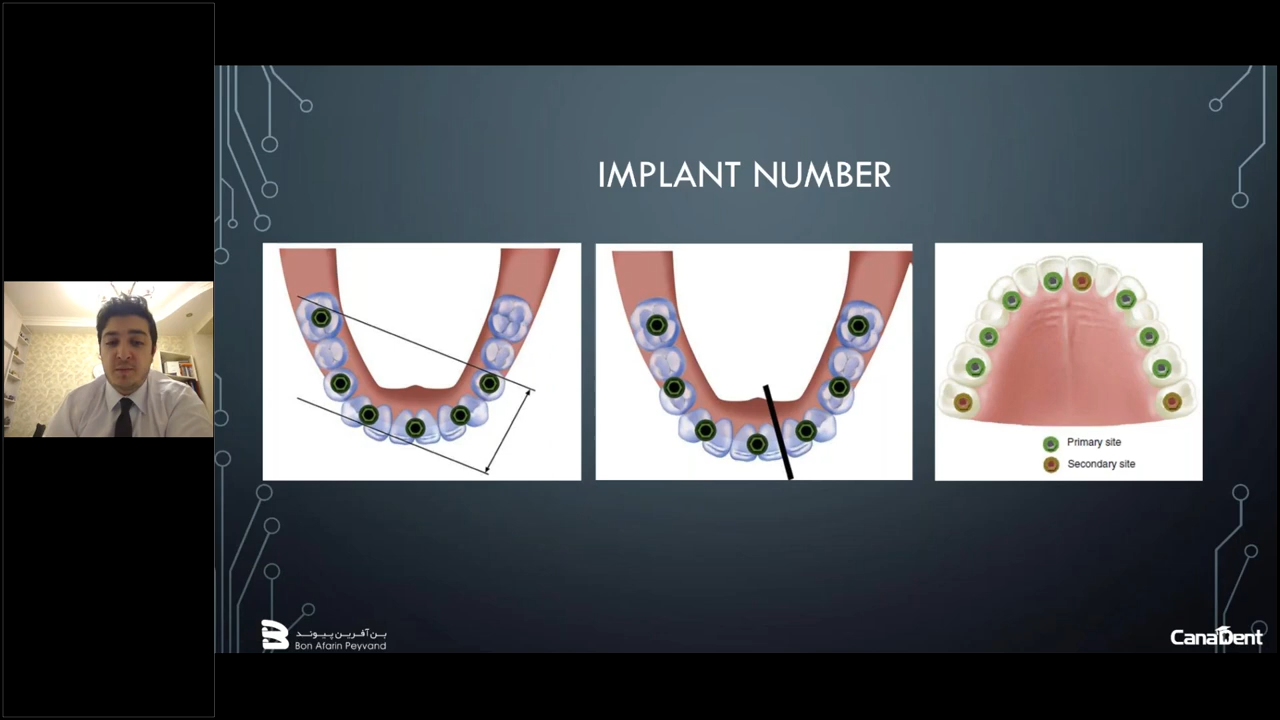 IMPLANT NUMBER
Primary site
Secondary site
بن آفرین پیوند
Bon Afarin Peyvand
CanaDent